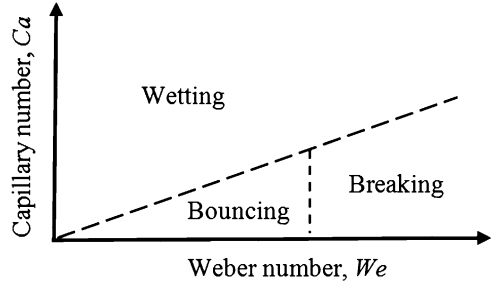 Capillary number, Ca
Wetting
Breaking
Bouncing
Weber number, We